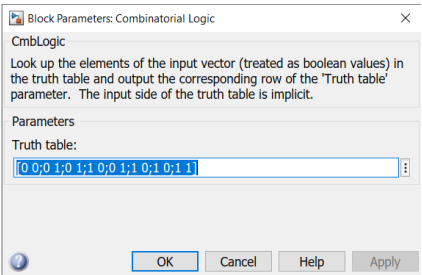 Block Parameters: Combinatorial Logic
CmbLogic
Look up the elements of the input vector (treated as boolean values) in
the truth table and output the corresponding row of the 'Truth table'
parameter.  The input side of the truth table is implicit.
Parameters
Truth table:
[0 0;0 1;0 1;1 0;0 1;1 0;1 0;1 1]
OK Cancel Help Apply